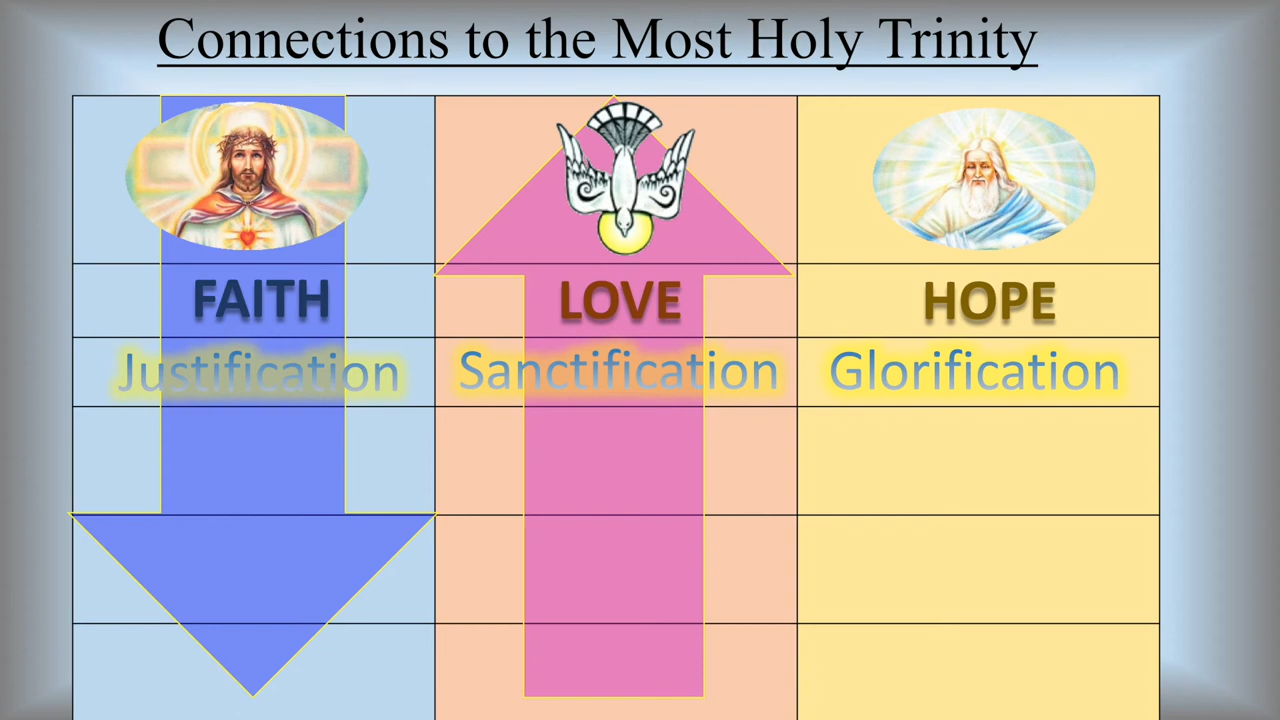 Connections to the Most Holy Trinity
FAITH LOVE HOPE
Justification Sanctification Glorification